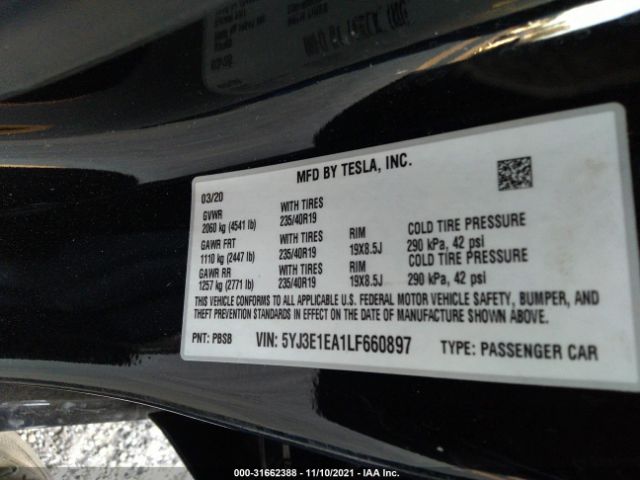 MFD BY TESLA, INC.
03/20
GVWR WITH TIRES
2060 kg (4541 lb) 235/40R19
GAWR FRT WITH TIRES RIM COLD TIRE PRESSURE
1110 kg (2447 lb) 235/40R19 19X8.5J 290 kPa, 42 psi
GAWR RR WITH TIRES RIM COLD TIRE PRESSURE
1257 kg (2771 lb) 235/40R19 19X8.5J 290 kPa, 42 psi
THIS VEHICLE CONFORMS TO ALL APPLICABLE U.S. FEDERAL MOTOR VEHICLE SAFETY, BUMPER, AND
THEFT PREVENTION STANDARDS IN EFFECT ON THE DATE OF MANUFACTURE SHOWN ABOVE.
PNT: PBSB VIN: 5YJ3E1EA1LF660897 TYPE: PASSENGER CAR
000-31662388 - 11/10/2021 - IAA Inc.